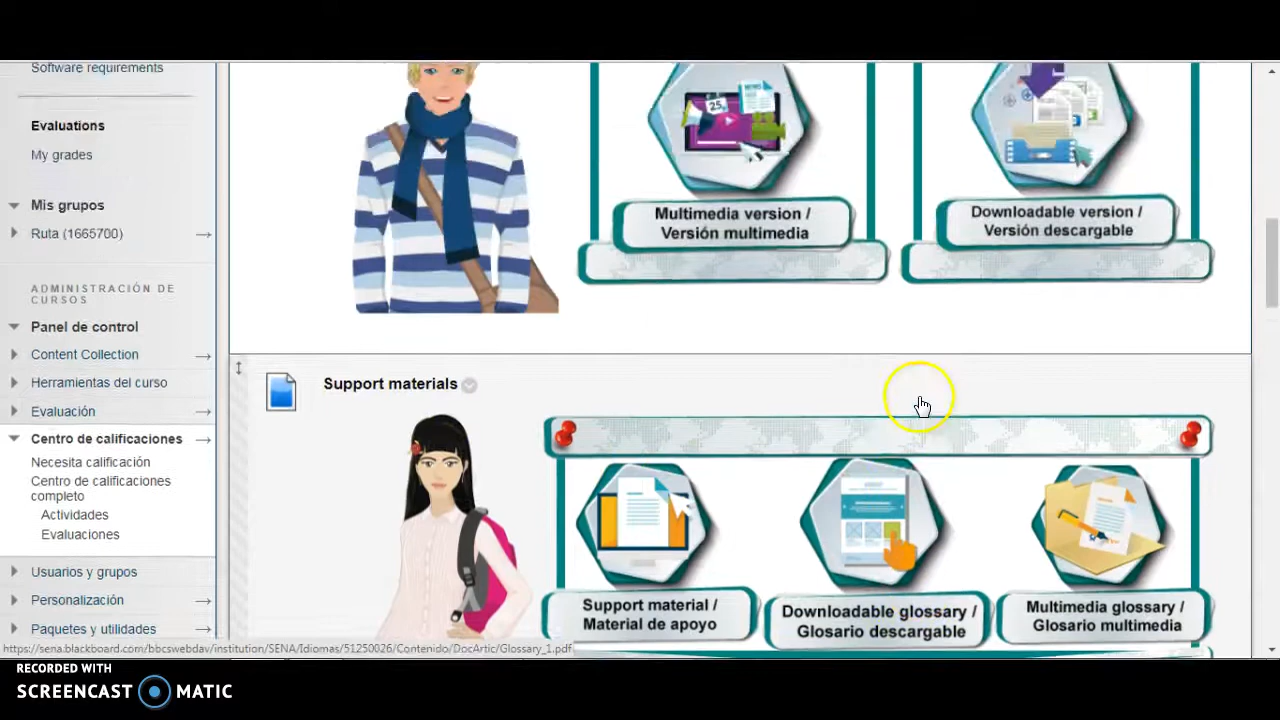 Software requirements
Evaluations
My grades
Mis grupos
Ruta (1665700)
ADMINISTRACIÓN DE
CURSOS
Panel de control
Content Collection
Herramientas del curso
Evaluación
Centro de calificaciones
Necesita calificación
Centro de calificaciones
completo
Actividades
Evaluaciones
Usuarios y grupos
Personalización
Paquetes y utilidades
25
NEWS
Multimedia version /
Versión multimedia
Downloadable version /
Versión descargable
Support materials
Support material /
Material de apoyo
Downloadable glossary /
Glosario descargable
Multimedia glossary /
Glosario multimedia
https://sena.blackboard.com/bbcswebdav/institution/SENA/Idiomas/51250026/Contenido/DocArtic/Glossary_1.pdf
RECORDED WITH
SCREENCAST MATIC